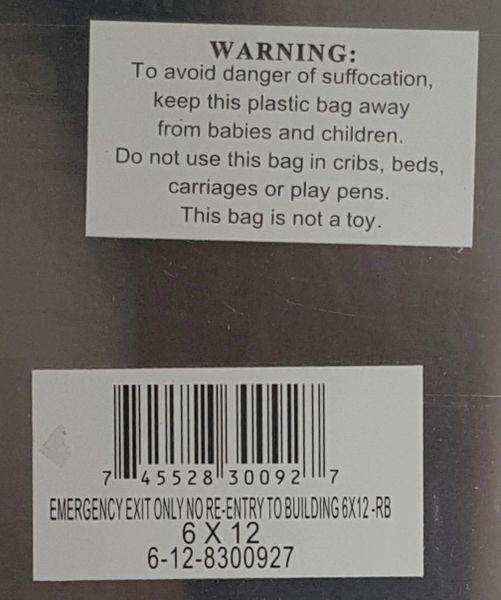 WARNING:
To avoid danger of suffocation,
keep this plastic bag away
from babies and children.
Do not use this bag in cribs, beds,
carriages or play pens.
This bag is not a toy.
7 45528 30092 7
EMERGENCY EXIT ONLY NO RE-ENTRY TO BUILDING 6X12-RB
6 X 12
6-12-8300927